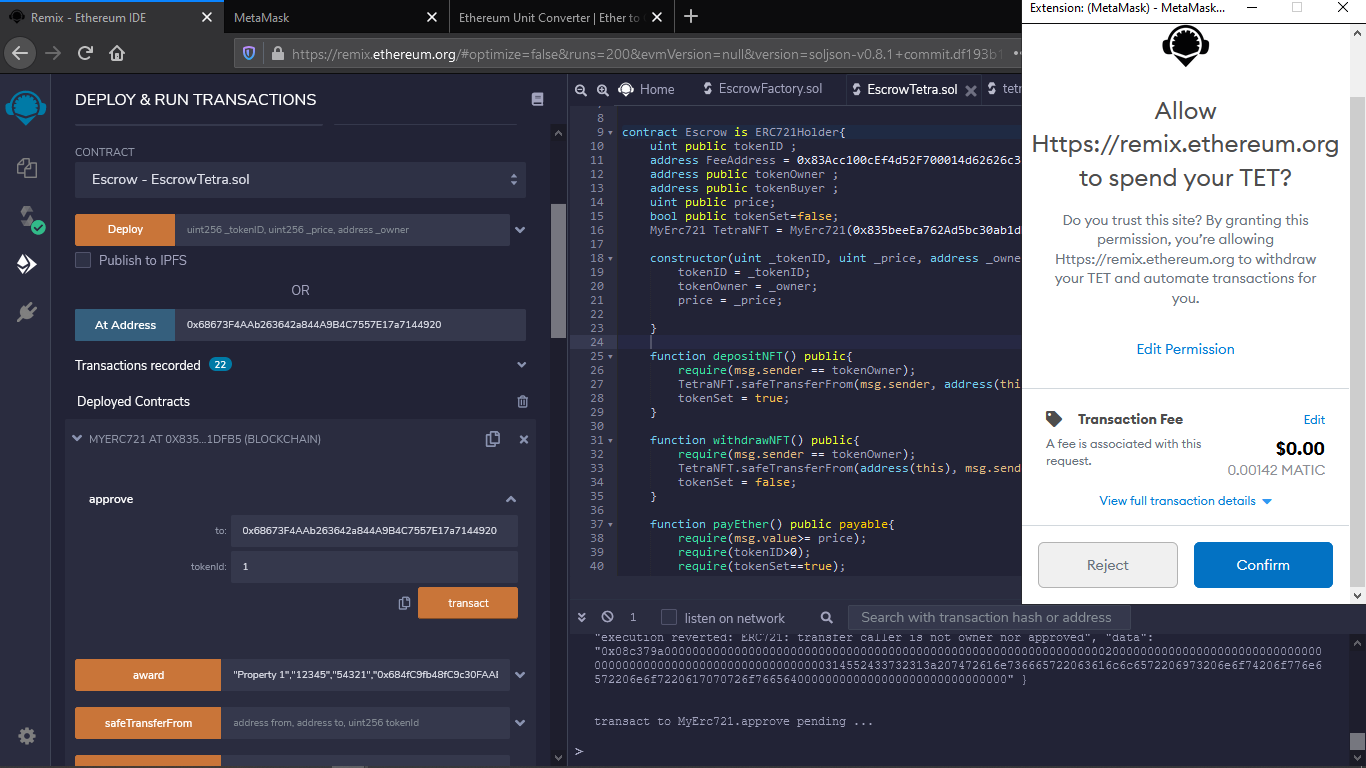 Remix - Ethereum IDE
MetaMask
Ethereum Unit Converter | Ether to
https://remix.ethereum.org/#optimize=false&runs=200&evmVersion=null&version=soljson-v0.8.1+commit.df193b1
DEPLOY & RUN TRANSACTIONS
CONTRACT
Escrow - EscrowTetra.sol
Deploy
uint256 _tokenID, uint256 _price, address _owner
Publish to IPFS
OR
At Address
0x68673F4AAb263642a844A9B4C7557E17a7144920
Transactions recorded 22
Deployed Contracts
MYERC721 AT 0X835...1DFB5 (BLOCKCHAIN)
approve
to:
0x68673F4AAb263642a844A9B4C7557E17a7144920
tokenId:
1
transact
award
"Property 1","12345","54321","0x684fC9fb48fC9c30FAAF
safeTransferFrom
address from, address to, uint256 tokenId
Home
EscrowFactory.sol
EscrowTetra.sol
tetr
8
9 contract Escrow is ERC721Holder{
10 uint public tokenID ;
11 address FeeAddress = 0x83Acc100cEf4d52F700014d62626c3
12 address public tokenOwner ;
13 address public tokenBuyer ;
14 uint public price;
15 bool public tokenSet=false;
16 MyErc721 TetraNFT = MyErc721(0x835beeEa762Ad5bc30ab1d
17
18 constructor(uint _tokenID, uint _price, address _owne
19 tokenID = _tokenID;
20 tokenOwner = _owner;
21 price = _price;
22
23 }
24
25 function depositNFT() public{
26 require(msg.sender == tokenOwner);
27 TetraNFT.safeTransferFrom(msg.sender, address(thi
28 tokenSet = true;
29 }
30
31 function withdrawNFT() public{
32 require(msg.sender == tokenOwner);
33 TetraNFT.safeTransferFrom(address(this), msg.send
34 tokenSet = false;
35 }
36
37 function payEther() public payable{
38 require(msg.value>= price);
39 require(tokenID>0);
40 require(tokenSet==true);
1
listen on network
Search with transaction hash or address
"execution reverted: ERC721: transfer caller is not owner nor approved", "data":
transact to MyErc721.approve pending ...
>
Extension: (MetaMask) - MetaMask...
Allow
Https://remix.ethereum.org
to spend your TET?
Do you trust this site? By granting this
permission, you're allowing
Https://remix.ethereum.org to withdraw
your TET and automate transactions for
you.
Edit Permission
Transaction Fee
Edit
A fee is associated with this
request.
$0.00
0.00142 MATIC
View full transaction details
Reject
Confirm